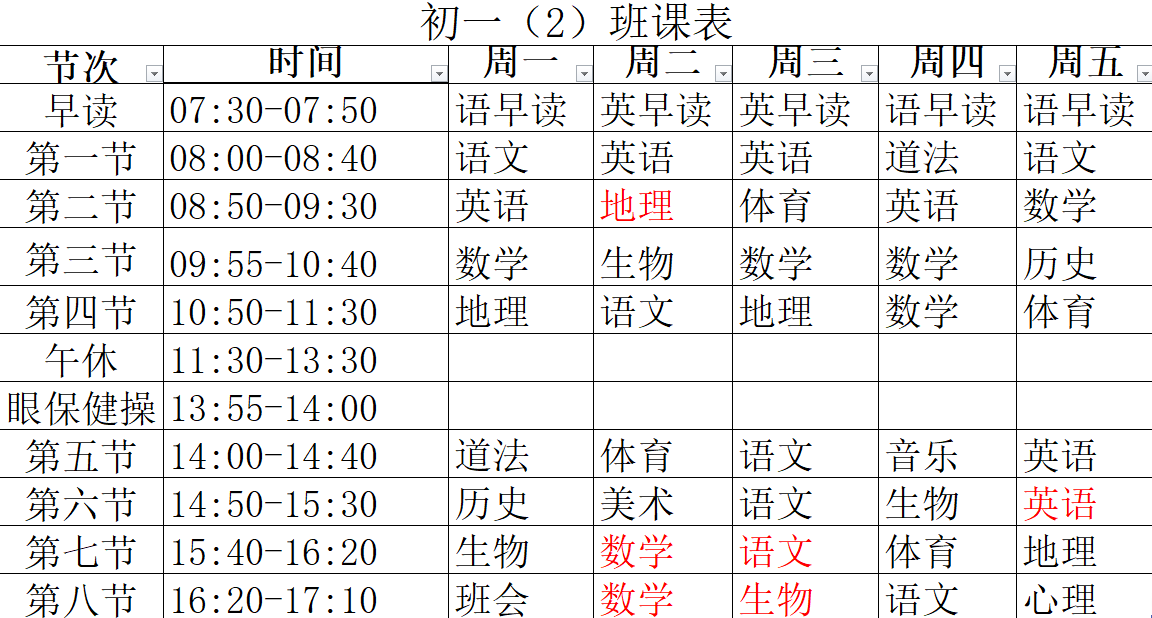 初一（2）班课表
节次 时间 周一 周二 周三 周四 周五
早读 07:30-07:50 语早读 英早读 英早读 语早读 语早读
第一节 08:00-08:40 语文 英语 英语 道法 语文
第二节 08:50-09:30 英语 地理 体育 英语 数学
第三节 09:55-10:40 数学 生物 数学 数学 历史
第四节 10:50-11:30 地理 语文 地理 数学 体育
午休 11:30-13:30
眼保健操 13:55-14:00
第五节 14:00-14:40 道法 体育 语文 音乐 英语
第六节 14:50-15:30 历史 美术 语文 生物 英语
第七节 15:40-16:20 生物 数学 语文 体育 地理
第八节 16:20-17:10 班会 数学 生物 语文 心理